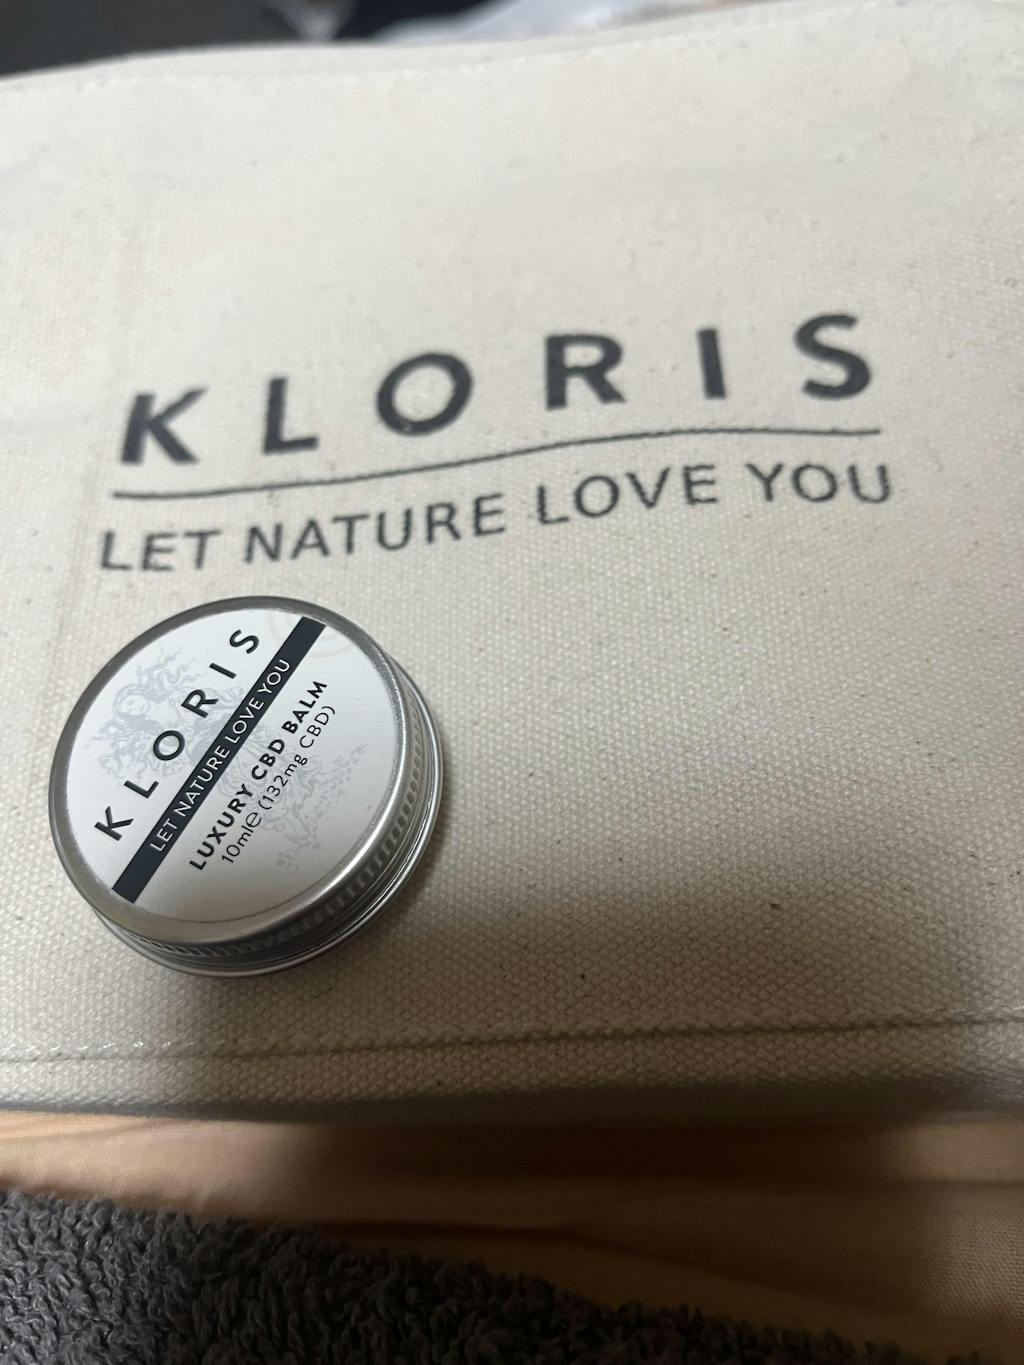 KLORIS
LET NATURE LOVE YOU
KLORIS
LET NATURE LOVE YOU
LUXURY CBD BALM
10ml℮ (132mg CBD)